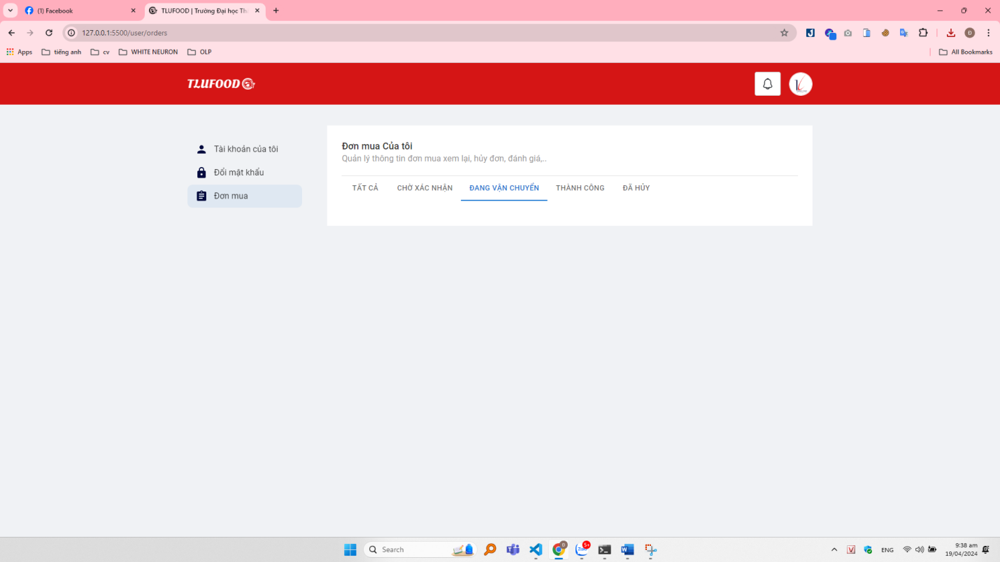 (1) Facebook
TLUFOOD | Trường Đại học Th
127.0.0.1:5500/user/orders
Đ
Apps
tiếng anh
cv
WHITE NEURON
OLP
All Bookmarks
TLUFOOD
Tài khoản của tôi
Đổi mật khẩu
Đơn mua
Đơn mua Của tôi
Quản lý thông tin đơn mua xem lại, hủy đơn, đánh giá,..
TẤT CẢ
CHỜ XÁC NHẬN
ĐANG VẬN CHUYỂN
THÀNH CÔNG
ĐÃ HỦY
Search
Đ
Zalo
5+
V
ENG
9:38 am
19/04/2024